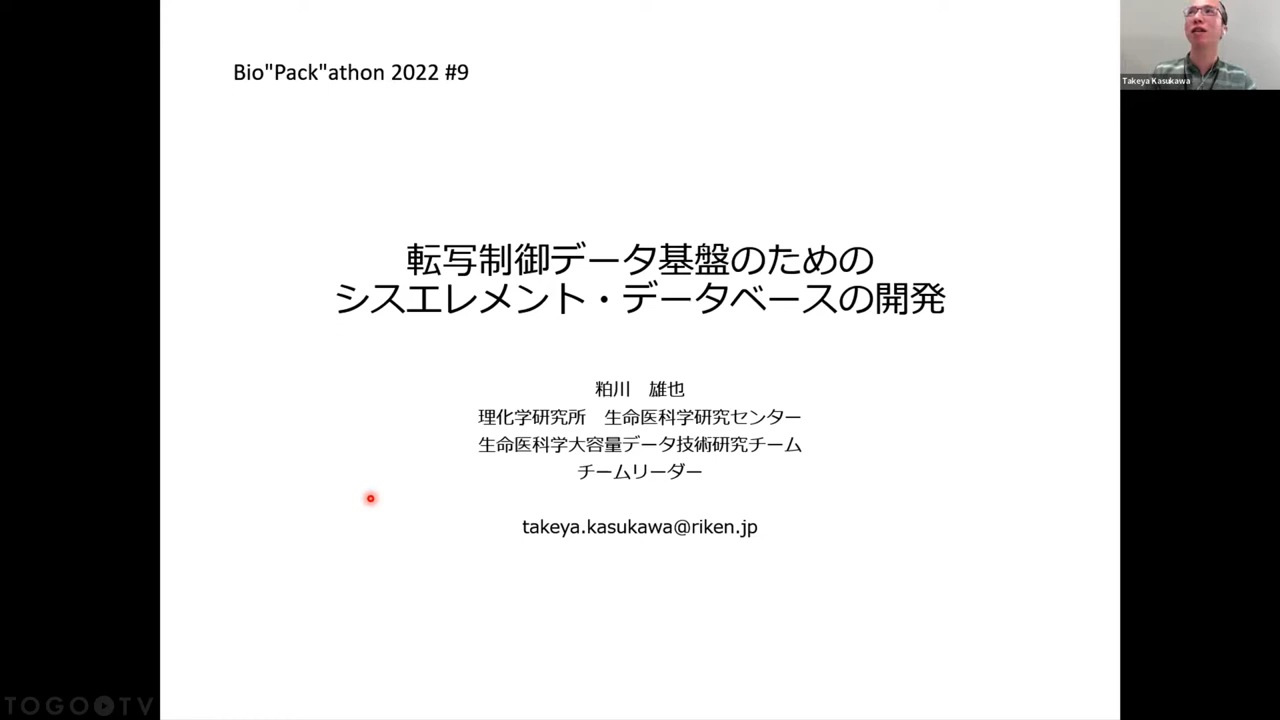 Bio"Pack"athon 2022 #9
Takeya Kasukawa
転写制御データ基盤のための
シスエレメント・データベースの開発
粕川　雄也
理化学研究所　生命医科学研究センター
生命医科学大容量データ技術研究チーム
チームリーダー
takeya.kasukawa@riken.jp
TOGO TV